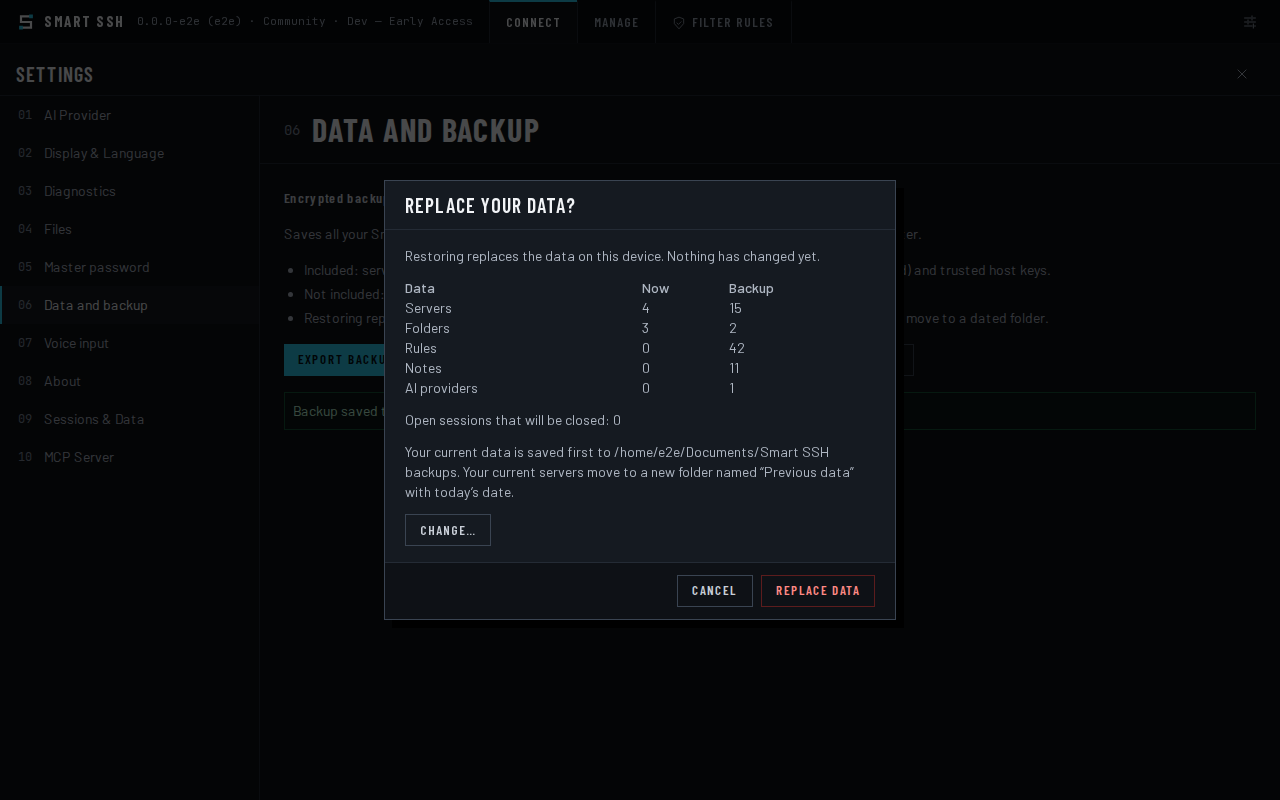 SMART SSH 0.0.0-e2e (e2e) · Community · Dev — Early Access CONNECT MANAGE FILTER RULES
SETTINGS
01 AI Provider
02 Display & Language
03 Diagnostics
04 Files
05 Master password
06 Data and backup
07 Voice input
08 About
09 Sessions & Data
10 MCP Server
06 DATA AND BACKUP
Encrypted backu
Saves all your Sm
er.
Included: serv
) and trusted host keys.
Not included:
Restoring rep
move to a dated folder.
EXPORT BACKU
Backup saved t
REPLACE YOUR DATA?
Restoring replaces the data on this device. Nothing has changed yet.
Data Now Backup
Servers 4 15
Folders 3 2
Rules 0 42
Notes 0 11
AI providers 0 1
Open sessions that will be closed: 0
Your current data is saved first to /home/e2e/Documents/Smart SSH
backups. Your current servers move to a new folder named “Previous data”
with today’s date.
CHANGE…
CANCEL REPLACE DATA